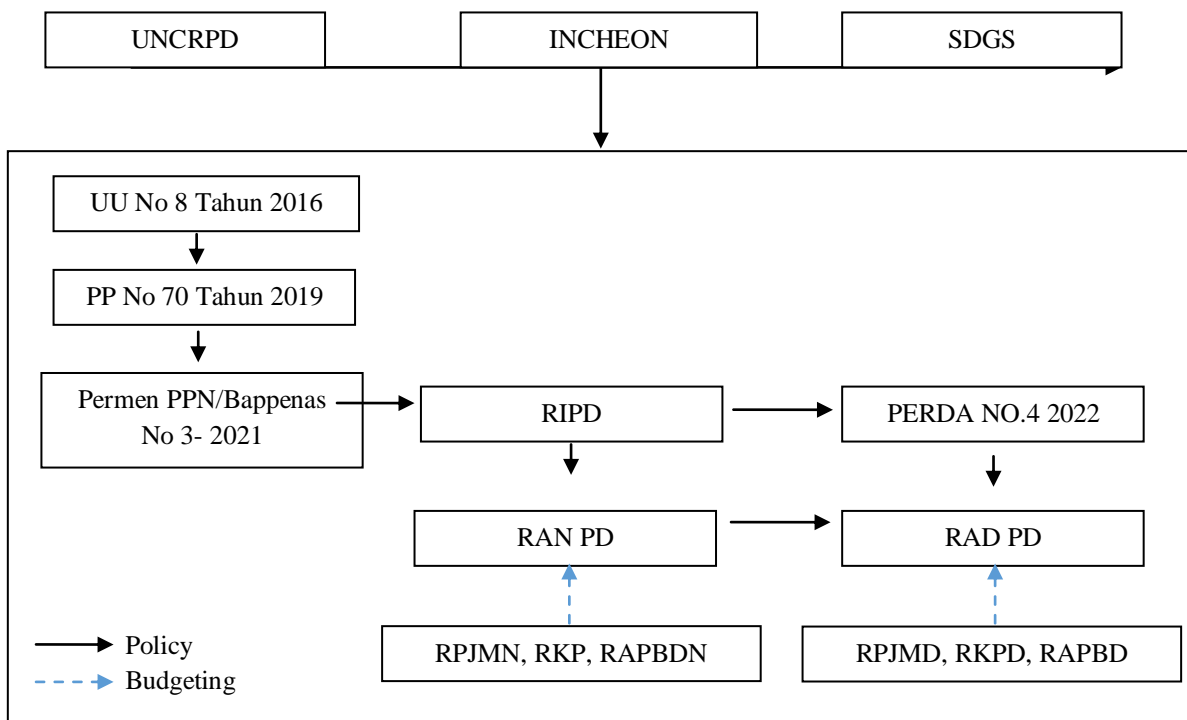 UNCRPD
INCHEON
SDGS
UU No 8 Tahun 2016
PP No 70 Tahun 2019
Permen PPN/Bappenas
No 3- 2021
RIPD
PERDA NO.4 2022
RAN PD
RAD PD
RPJMN, RKP, RAPBDN
RPJMD, RKPD, RAPBD
Policy
Budgeting